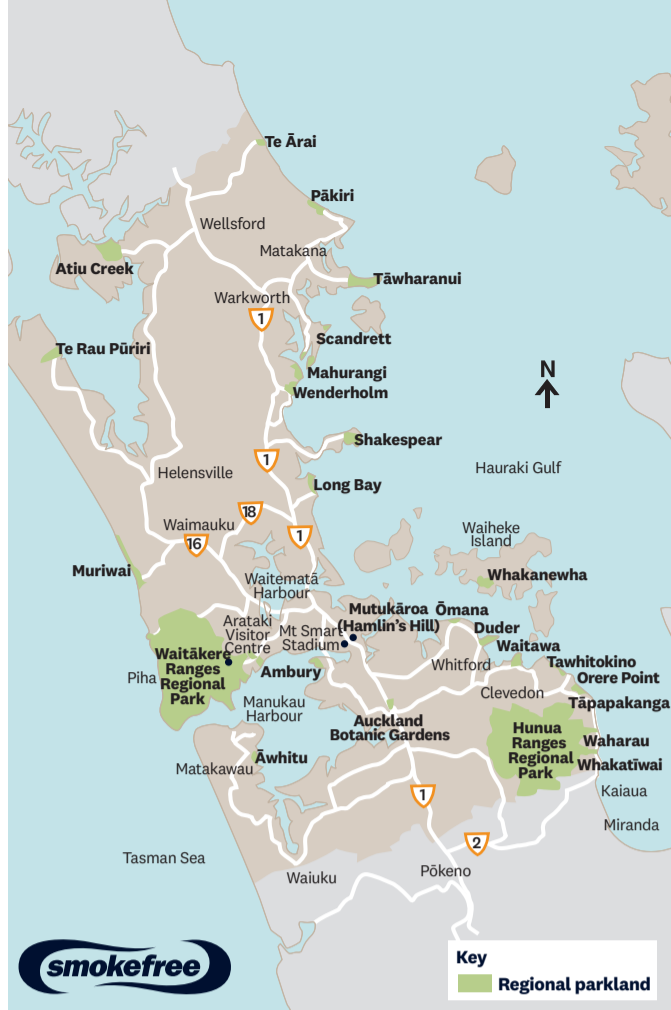 Te Ārai
Pākiri
Wellsford
Matakana
Atiu Creek
Tāwharanui
Warkworth
1
Scandrett
Te Rau Pūriri
Mahurangi
Wenderholm
N
Shakespear
1
Helensville
Hauraki Gulf
Long Bay
18
Waimauku
16
1
Waiheke
Island
Muriwai
Whakanewha
Waitematā
Harbour
Mutukāroa
(Hamlin's Hill)
Ōmana
Arataki
Visitor
Centre
Mt Smart
Stadium
Duder
Waitawa
Waitākere
Ranges
Regional
Park
Piha
Ambury
Whitford
Tawhitokino
Orere Point
Clevedon
Tāpapakanga
Manukau
Harbour
Auckland
Botanic Gardens
Hunua
Ranges
Regional
Park
Waharau
Whakatīwai
Āwhitu
Matakawau
Kaiaua
1
Miranda
2
Tasman Sea
Waiuku
Pōkeno
smokefree
Key
Regional parkland